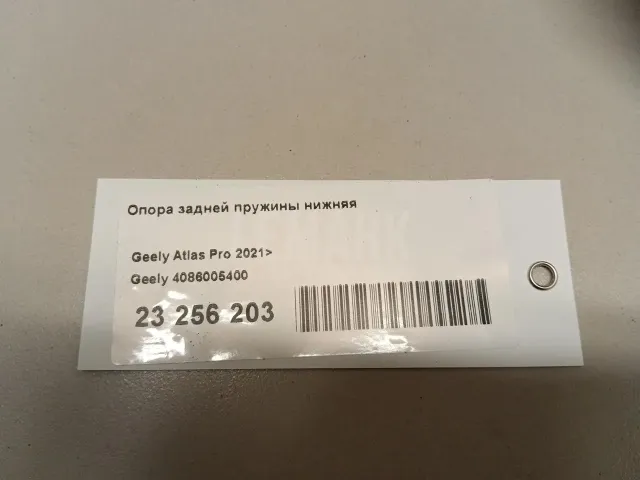 Опора задней пружины нижняя
Geely Atlas Pro 2021>
Geely 4086005400
23 256 203